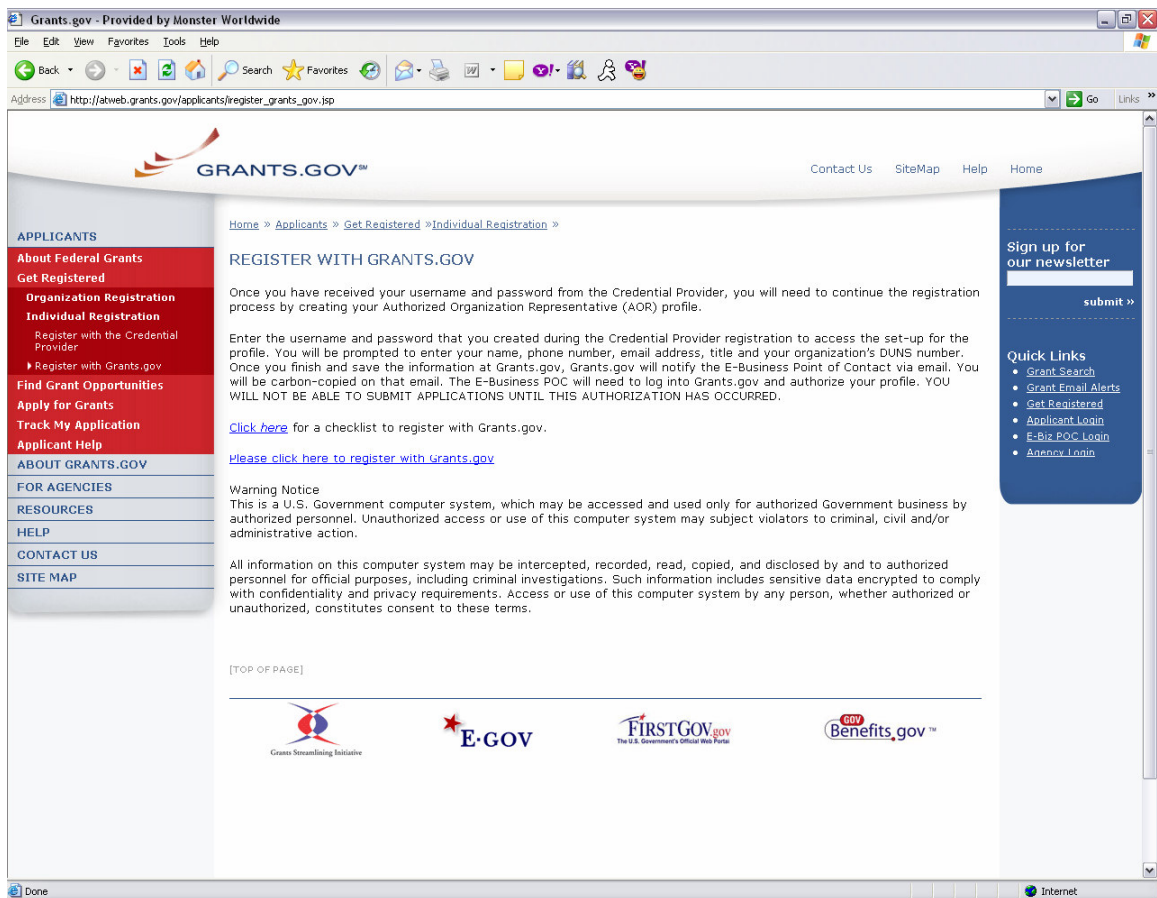 Grants.gov - Provided by Monster Worldwide
File Edit View Favorites Tools Help
Back Search Favorites
Address http://atweb.grants.gov/applicants/iregister_grants_gov.jsp Go Links »
GRANTS.GOV℠
Contact Us SiteMap Help Home
APPLICANTS
About Federal Grants
Get Registered
Organization Registration
Individual Registration
Register with the Credential
Provider
Register with Grants.gov
Find Grant Opportunities
Apply for Grants
Track My Application
Applicant Help
ABOUT GRANTS.GOV
FOR AGENCIES
RESOURCES
HELP
CONTACT US
SITE MAP
Home » Applicants » Get Registered »Individual Registration »
REGISTER WITH GRANTS.GOV
Once you have received your username and password from the Credential Provider, you will need to continue the registration
process by creating your Authorized Organization Representative (AOR) profile.
Enter the username and password that you created during the Credential Provider registration to access the set-up for the
profile. You will be prompted to enter your name, phone number, email address, title and your organization's DUNS number.
Once you finish and save the information at Grants.gov, Grants.gov will notify the E-Business Point of Contact via email. You
will be carbon-copied on that email. The E-Business POC will need to log into Grants.gov and authorize your profile. YOU
WILL NOT BE ABLE TO SUBMIT APPLICATIONS UNTIL THIS AUTHORIZATION HAS OCCURRED.
Click here for a checklist to register with Grants.gov.
Please click here to register with Grants.gov
Warning Notice
This is a U.S. Government computer system, which may be accessed and used only for authorized Government business by
authorized personnel. Unauthorized access or use of this computer system may subject violators to criminal, civil and/or
administrative action.
All information on this computer system may be intercepted, recorded, read, copied, and disclosed by and to authorized
personnel for official purposes, including criminal investigations. Such information includes sensitive data encrypted to comply
with confidentiality and privacy requirements. Access or use of this computer system by any person, whether authorized or
unauthorized, constitutes consent to these terms.
[TOP OF PAGE]
Sign up for
our newsletter
submit »
Quick Links
Grant Search
Grant Email Alerts
Get Registered
Applicant Login
E-Biz POC Login
Agency Login
Grants Streamlining Initiative
E·GOV
FIRSTGOV.gov
The U.S. Government's Official Web Portal
GOV
Benefits.gov ™
Done Internet